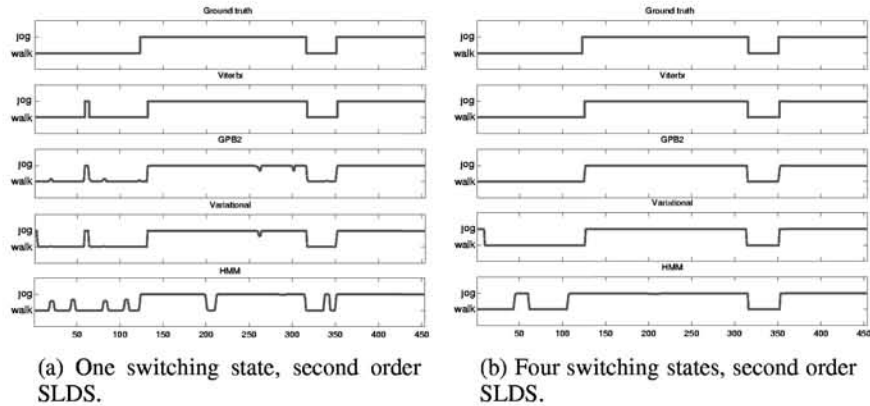 Ground truth
jog
walk
Viterbi
jog
walk
GPB2
jog
walk
Variational
jog
walk
HMM
jog
walk
50 100 150 200 250 300 350 400 450
(a) One switching state, second order
SLDS.
Ground truth
jog
walk
Viterbi
jog
walk
GPB2
jog
walk
Variational
jog
walk
HMM
jog
walk
50 100 150 200 250 300 350 400 450
(b) Four switching states, second order
SLDS.